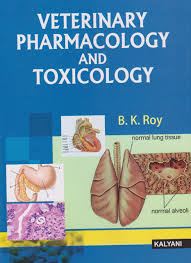 VETERINARY
PHARMACOLOGY
AND
TOXICOLOGY
B. K. Roy
normal lung tissue
normal alveoli
KALYANI